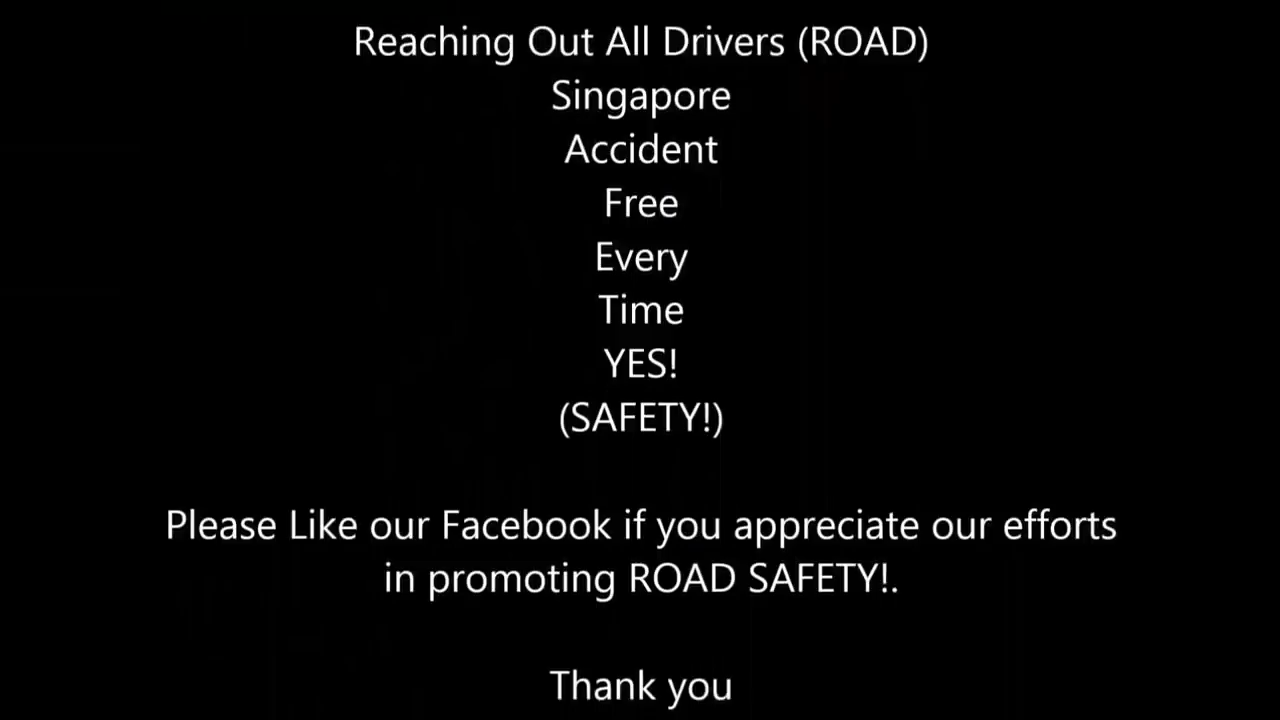 Reaching Out All Drivers (ROAD)
Singapore
Accident
Free
Every
Time
YES!
(SAFETY!)
Please Like our Facebook if you appreciate our efforts
in promoting ROAD SAFETY!.
Thank you